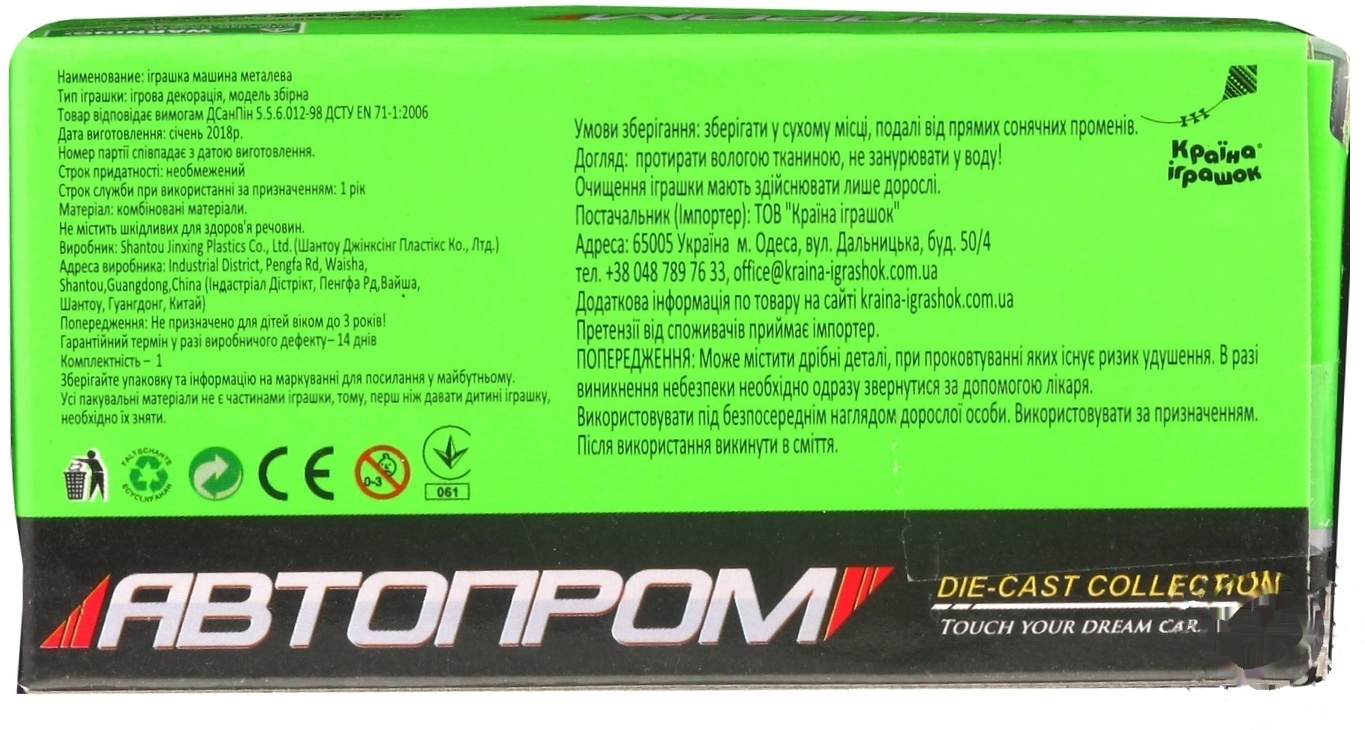 WARNING:
Наименование: іграшка машина металева
Тип іграшки: ігрова декорація, модель збірна
Товар відповідає вимогам ДСанПін 5.5.6.012-98 ДСТУ EN 71-1:2006
Дата виготовлення: січень 2018р.
Номер партії співпадає з датою виготовлення.
Строк придатності: необмежений
Строк служби при використанні за призначенням: 1 рік
Матеріал: комбіновані матеріали.
Не містить шкідливих для здоров'я речовин.
Виробник: Shantou Jinxing Plastics Co., Ltd. (Шантоу Джінксінг Пластікс Ко., Лтд.)
Адреса виробника: Industrial District, Pengfa Rd, Waisha,
Shantou,Guangdong,China (Індастріал Дістрікт, Пенгфа Рд,Вайша,
Шантоу, Гуангдонг, Китай)
Попередження: Не призначено для дітей віком до 3 років!
Гарантійний термін у разі виробничого дефекту– 14 днів
Комплектність – 1
Зберігайте упаковку та інформацію на маркуванні для посилання у майбутньому.
Усі пакувальні матеріали не є частинами іграшки, тому, перш ніж давати дитині іграшку,
необхідно їх зняти.
Умови зберігання: зберігати у сухому місці, подалі від прямих сонячних променів.
Догляд: протирати вологою тканиною, не занурювати у воду!
Очищення іграшки мають здійснювати лише дорослі.
Постачальник (Імпортер): ТОВ "Країна іграшок"
Адреса: 65005 Україна м. Одеса, вул. Дальницька, буд. 50/4
тел. +38 048 789 76 33, office@kraina-igrashok.com.ua
Додаткова інформація по товару на сайті kraina-igrashok.com.ua
Претензії від споживачів приймає імпортер.
ПОПЕРЕДЖЕННЯ: Може містити дрібні деталі, при проковтуванні яких існує ризик удушення. В разі
виникнення небезпеки необхідно одразу звернутися за допомогою лікаря.
Використовувати під безпосереднім наглядом дорослої особи. Використовувати за призначенням.
Після використання викинути в сміття.
Країна
іграшок
CE
0-3
061
АВТОПРОМ
DIE-CAST COLLECTION
TOUCH YOUR DREAM CAR.